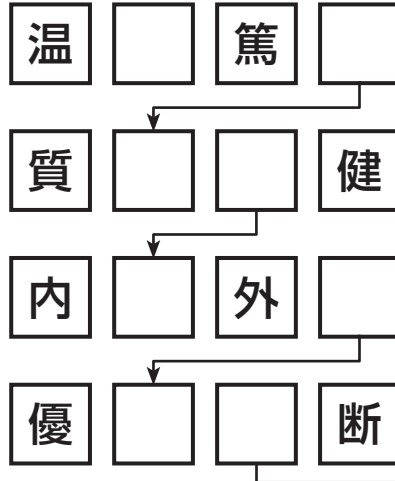 温 篤
質 健
内 外
優 断